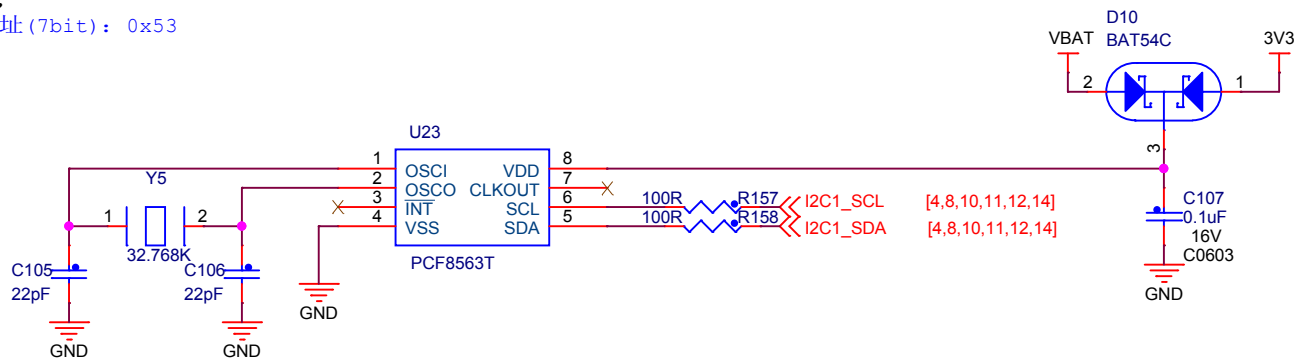 址(7bit): 0x53
D10
BAT54C
VBAT
3V3
2
1
3
U23
1
OSCI
VDD
8
2
OSCO
CLKOUT
7
3
INT
SCL
6
4
VSS
SDA
5
PCF8563T
Y5
1
2
32.768K
C105
22pF
C106
22pF
GND
GND
GND
100R
R157
I2C1_SCL
[4,8,10,11,12,14]
100R
R158
I2C1_SDA
[4,8,10,11,12,14]
C107
0.1uF
16V
C0603
GND